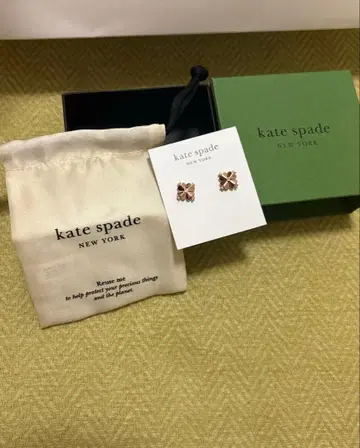 kate spade
NEW YORK
kate spade
NEW YORK
kate spade
NEW YORK
Reuse me
to help protect your precious things
and the planet.